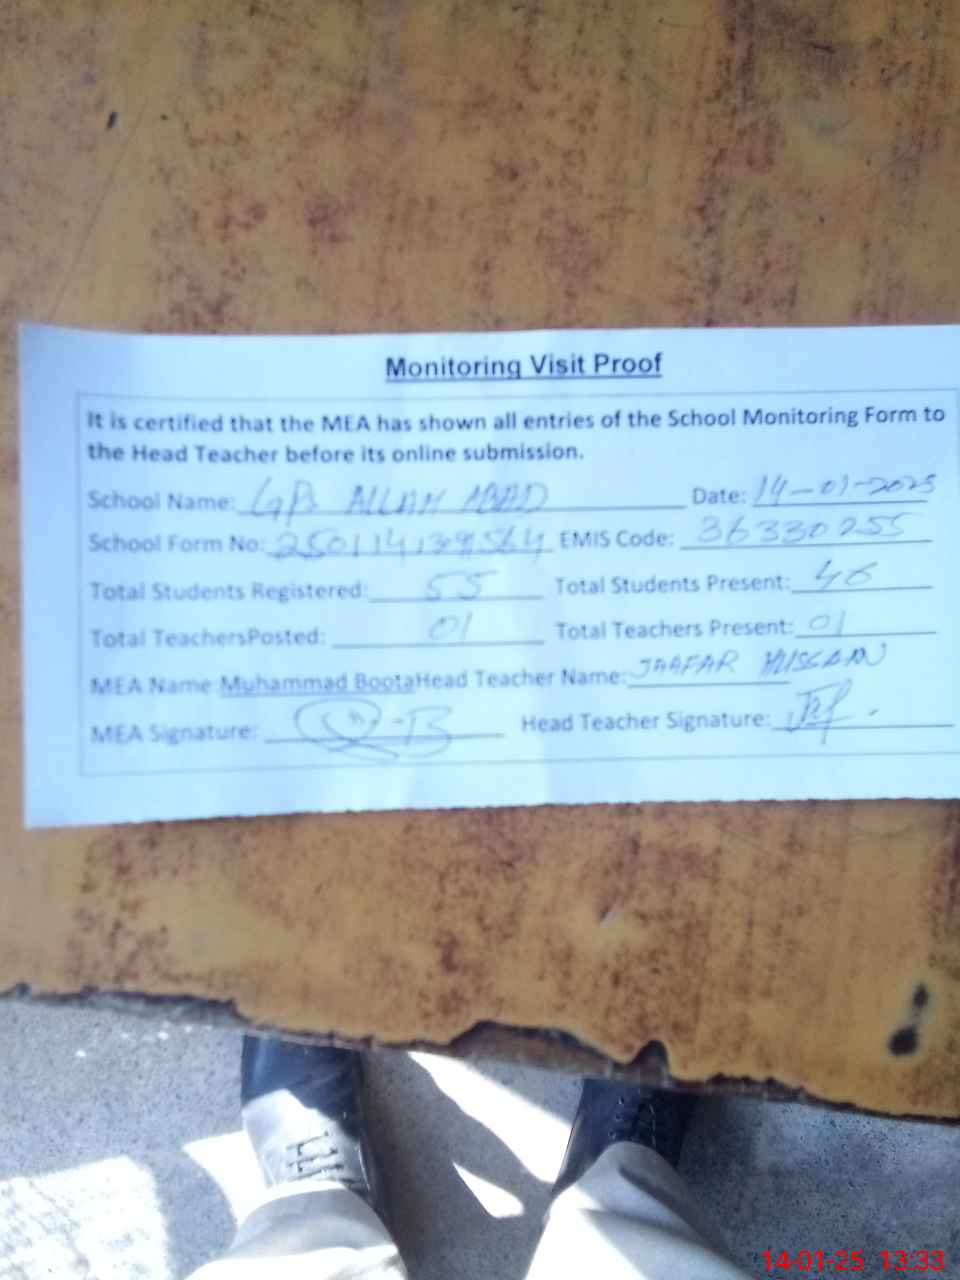 Monitoring Visit Proof
It is certified that the MEA has shown all entries of the School Monitoring Form to
the Head Teacher before its online submission.
School Name: GPS ALLAH ABAD Date: 14-01-2025
School Form No: EMIS Code: 36330255
Total Students Registered: 55 Total Students Present: 46
Total TeachersPosted: 01 Total Teachers Present: 01
MEA Name Muhammad BootaHead Teacher Name: JAAFAR HUSSAIN
MEA Signature: Head Teacher Signature:
14-01-25 13:33